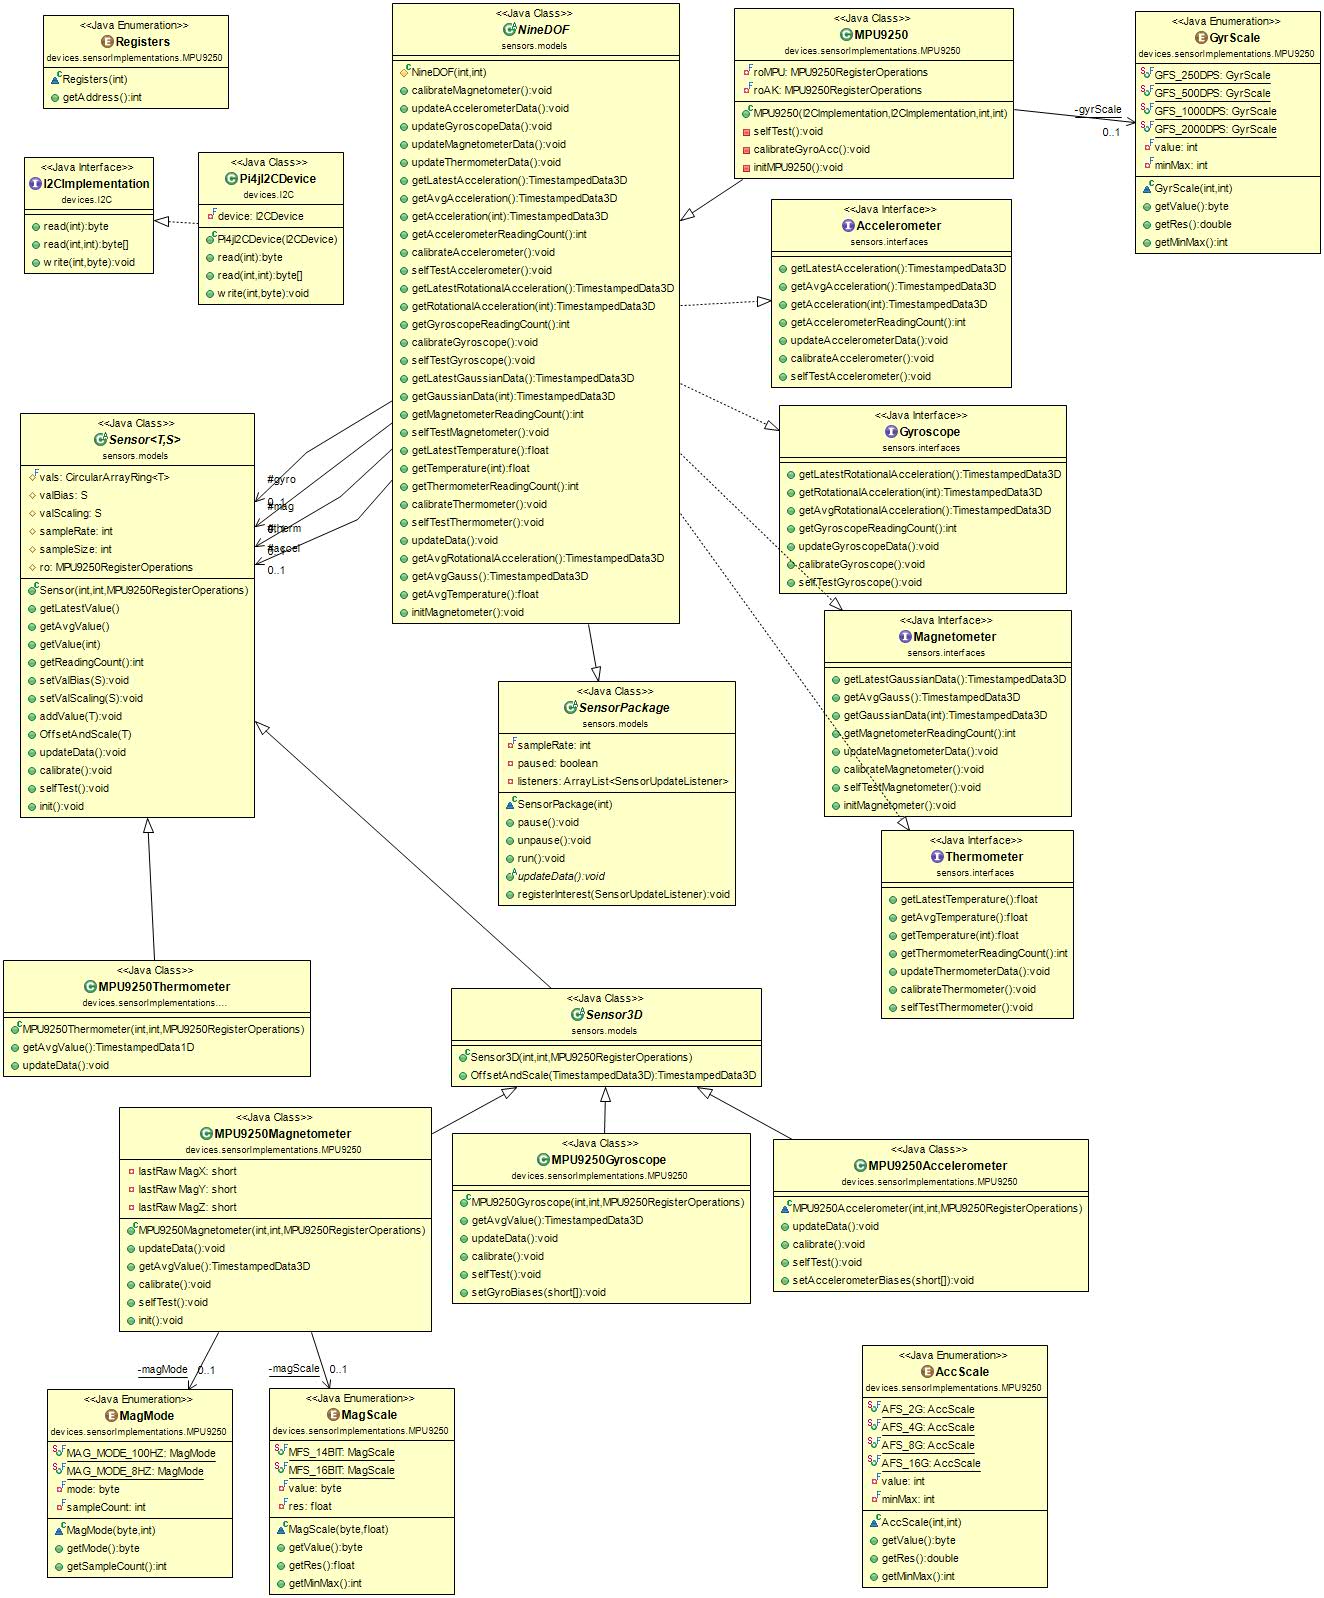 <<Java Enumeration>>
Registers
devices.sensorImplementations.MPU9250
Registers(int)
getAddress():int
<<Java Class>>
NineDOF
sensors.models
NineDOF(int,int)
calibrateMagnetometer():void
updateAccelerometerData():void
updateGyroscopeData():void
updateMagnetometerData():void
updateThermometerData():void
getLatestAcceleration():TimestampedData3D
getAvgAcceleration():TimestampedData3D
getAcceleration(int):TimestampedData3D
getAccelerometerReadingCount():int
calibrateAccelerometer():void
selfTestAccelerometer():void
getLatestRotationalAcceleration():TimestampedData3D
getRotationalAcceleration(int):TimestampedData3D
getGyroscopeReadingCount():int
calibrateGyroscope():void
selfTestGyroscope():void
getLatestGaussianData():TimestampedData3D
getGaussianData(int):TimestampedData3D
getMagnetometerReadingCount():int
selfTestMagnetometer():void
getLatestTemperature():float
getTemperature(int):float
getThermometerReadingCount():int
calibrateThermometer():void
selfTestThermometer():void
updateData():void
getAvgRotationalAcceleration():TimestampedData3D
getAvgGauss():TimestampedData3D
getAvgTemperature():float
initMagnetometer():void
<<Java Class>>
MPU9250
devices.sensorImplementations.MPU9250
roMPU: MPU9250RegisterOperations
roAK: MPU9250RegisterOperations
MPU9250(I2CImplementation,I2CImplementation,int,int)
selfTest():void
calibrateGyroAcc():void
initMPU9250():void
-gyrScale
0..1
<<Java Enumeration>>
GyrScale
devices.sensorImplementations.MPU9250
GFS_250DPS: GyrScale
GFS_500DPS: GyrScale
GFS_1000DPS: GyrScale
GFS_2000DPS: GyrScale
value: int
minMax: int
GyrScale(int,int)
getValue():byte
getRes():double
getMinMax():int
<<Java Interface>>
I2CImplementation
devices.I2C
read(int):byte
read(int,int):byte[]
write(int,byte):void
<<Java Class>>
Pi4jI2CDevice
devices.I2C
device: I2CDevice
Pi4jI2CDevice(I2CDevice)
read(int):byte
read(int,int):byte[]
write(int,byte):void
<<Java Interface>>
Accelerometer
sensors.interfaces
getLatestAcceleration():TimestampedData3D
getAvgAcceleration():TimestampedData3D
getAcceleration(int):TimestampedData3D
getAccelerometerReadingCount():int
updateAccelerometerData():void
calibrateAccelerometer():void
selfTestAccelerometer():void
<<Java Interface>>
Gyroscope
sensors.interfaces
getLatestRotationalAcceleration():TimestampedData3D
getRotationalAcceleration(int):TimestampedData3D
getAvgRotationalAcceleration():TimestampedData3D
getGyroscopeReadingCount():int
updateGyroscopeData():void
calibrateGyroscope():void
selfTestGyroscope():void
<<Java Class>>
Sensor<T,S>
sensors.models
vals: CircularArrayRing<T>
valBias: S
valScaling: S
sampleRate: int
sampleSize: int
ro: MPU9250RegisterOperations
Sensor(int,int,MPU9250RegisterOperations)
getLatestValue()
getAvgValue()
getValue(int)
getReadingCount():int
setValBias(S):void
setValScaling(S):void
addValue(T):void
OffsetAndScale(T)
updateData():void
calibrate():void
selfTest():void
init():void
#gyro
0..1
#mag
#therm
#accel
0..1
<<Java Interface>>
Magnetometer
sensors.interfaces
getLatestGaussianData():TimestampedData3D
getAvgGauss():TimestampedData3D
getGaussianData(int):TimestampedData3D
getMagnetometerReadingCount():int
updateMagnetometerData():void
calibrateMagnetometer():void
selfTestMagnetometer():void
initMagnetometer():void
<<Java Class>>
SensorPackage
sensors.models
sampleRate: int
paused: boolean
listeners: ArrayList<SensorUpdateListener>
SensorPackage(int)
pause():void
unpause():void
run():void
updateData():void
registerInterest(SensorUpdateListener):void
<<Java Interface>>
Thermometer
sensors.interfaces
getLatestTemperature():float
getAvgTemperature():float
getTemperature(int):float
getThermometerReadingCount():int
updateThermometerData():void
calibrateThermometer():void
selfTestThermometer():void
<<Java Class>>
MPU9250Thermometer
devices.sensorImplementations....
MPU9250Thermometer(int,int,MPU9250RegisterOperations)
getAvgValue():TimestampedData1D
updateData():void
<<Java Class>>
Sensor3D
sensors.models
Sensor3D(int,int,MPU9250RegisterOperations)
OffsetAndScale(TimestampedData3D):TimestampedData3D
<<Java Class>>
MPU9250Magnetometer
devices.sensorImplementations.MPU9250
lastRawMagX: short
lastRawMagY: short
lastRawMagZ: short
MPU9250Magnetometer(int,int,MPU9250RegisterOperations)
updateData():void
getAvgValue():TimestampedData3D
calibrate():void
selfTest():void
init():void
<<Java Class>>
MPU9250Gyroscope
devices.sensorImplementations.MPU9250
MPU9250Gyroscope(int,int,MPU9250RegisterOperations)
getAvgValue():TimestampedData3D
updateData():void
calibrate():void
selfTest():void
setGyroBiases(short[]):void
<<Java Class>>
MPU9250Accelerometer
devices.sensorImplementations.MPU9250
MPU9250Accelerometer(int,int,MPU9250RegisterOperations)
updateData():void
calibrate():void
selfTest():void
setAccelerometerBiases(short[]):void
-magMode
0..1
-magScale
0..1
<<Java Enumeration>>
MagMode
devices.sensorImplementations.MPU9250
MAG_MODE_100HZ: MagMode
MAG_MODE_8HZ: MagMode
mode: byte
sampleCount: int
MagMode(byte,int)
getMode():byte
getSampleCount():int
<<Java Enumeration>>
MagScale
devices.sensorImplementations.MPU9250
MFS_14BIT: MagScale
MFS_16BIT: MagScale
value: byte
res: float
MagScale(byte,float)
getValue():byte
getRes():float
getMinMax():int
<<Java Enumeration>>
AccScale
devices.sensorImplementations.MPU9250
AFS_2G: AccScale
AFS_4G: AccScale
AFS_8G: AccScale
AFS_16G: AccScale
value: int
minMax: int
AccScale(int,int)
getValue():byte
getRes():double
getMinMax():int